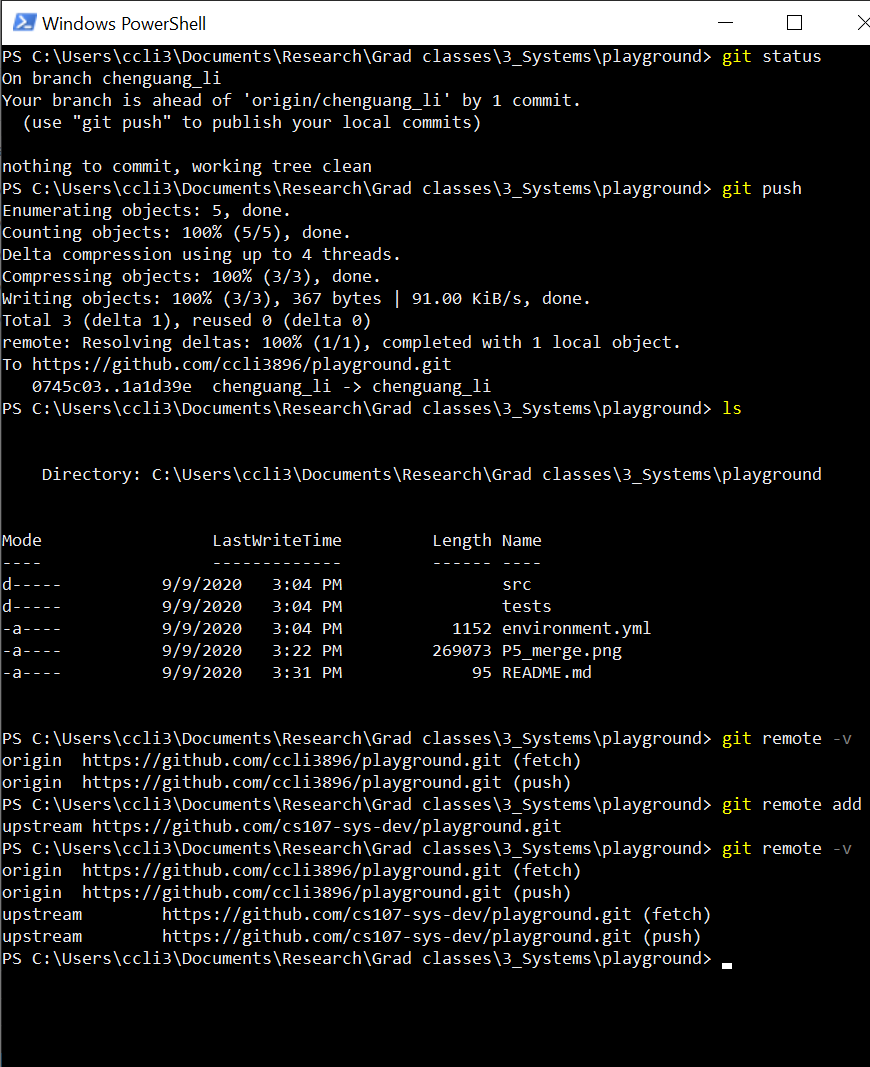 Windows PowerShell
PS C:\Users\ccli3\Documents\Research\Grad classes\3_Systems\playground> git status
On branch chenguang_li
Your branch is ahead of 'origin/chenguang_li' by 1 commit.
  (use "git push" to publish your local commits)
nothing to commit, working tree clean
PS C:\Users\ccli3\Documents\Research\Grad classes\3_Systems\playground> git push
Enumerating objects: 5, done.
Counting objects: 100% (5/5), done.
Delta compression using up to 4 threads.
Compressing objects: 100% (3/3), done.
Writing objects: 100% (3/3), 367 bytes | 91.00 KiB/s, done.
Total 3 (delta 1), reused 0 (delta 0)
remote: Resolving deltas: 100% (1/1), completed with 1 local object.
To https://github.com/ccli3896/playground.git
   0745c03..1a1d39e  chenguang_li -> chenguang_li
PS C:\Users\ccli3\Documents\Research\Grad classes\3_Systems\playground> ls
    Directory: C:\Users\ccli3\Documents\Research\Grad classes\3_Systems\playground
Mode                 LastWriteTime         Length Name
----                 -------------         ------ ----
d-----          9/9/2020   3:04 PM                src
d-----          9/9/2020   3:04 PM                tests
-a----          9/9/2020   3:04 PM           1152 environment.yml
-a----          9/9/2020   3:22 PM         269073 P5_merge.png
-a----          9/9/2020   3:31 PM             95 README.md
PS C:\Users\ccli3\Documents\Research\Grad classes\3_Systems\playground> git remote -v
origin  https://github.com/ccli3896/playground.git (fetch)
origin  https://github.com/ccli3896/playground.git (push)
PS C:\Users\ccli3\Documents\Research\Grad classes\3_Systems\playground> git remote add
upstream https://github.com/cs107-sys-dev/playground.git
PS C:\Users\ccli3\Documents\Research\Grad classes\3_Systems\playground> git remote -v
origin  https://github.com/ccli3896/playground.git (fetch)
origin  https://github.com/ccli3896/playground.git (push)
upstream        https://github.com/cs107-sys-dev/playground.git (fetch)
upstream        https://github.com/cs107-sys-dev/playground.git (push)
PS C:\Users\ccli3\Documents\Research\Grad classes\3_Systems\playground>